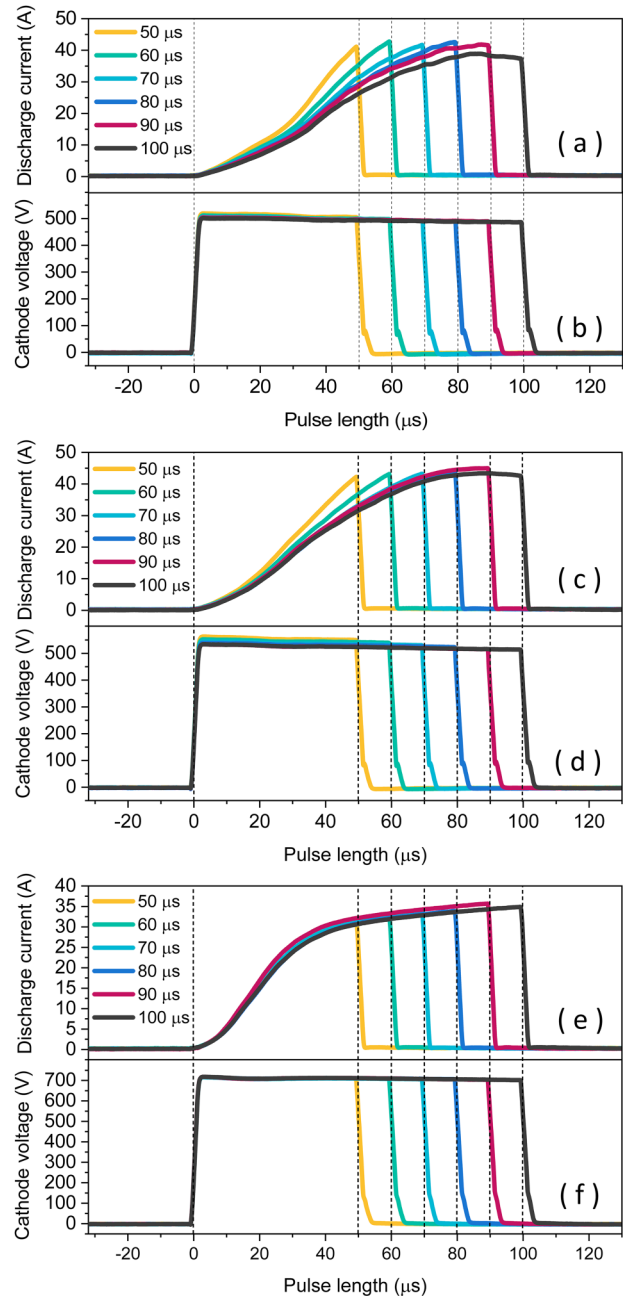 Discharge current (A)
50
40
30
20
10
0
50 μs
60 μs
70 μs
80 μs
90 μs
100 μs
( a )
Cathode voltage (V)
500
400
300
200
100
0
( b )
-20 0 20 40 60 80 100 120
Pulse length (μs)
Discharge current (A)
50
40
30
20
10
0
50 μs
60 μs
70 μs
80 μs
90 μs
100 μs
( c )
Cathode voltage (V)
500
400
300
200
100
0
( d )
-20 0 20 40 60 80 100 120
Pulse length (μs)
Discharge current (A)
40
35
30
25
20
15
10
5
0
50 μs
60 μs
70 μs
80 μs
90 μs
100 μs
( e )
Cathode voltage (V)
700
600
500
400
300
200
100
0
( f )
-20 0 20 40 60 80 100 120
Pulse length (μs)